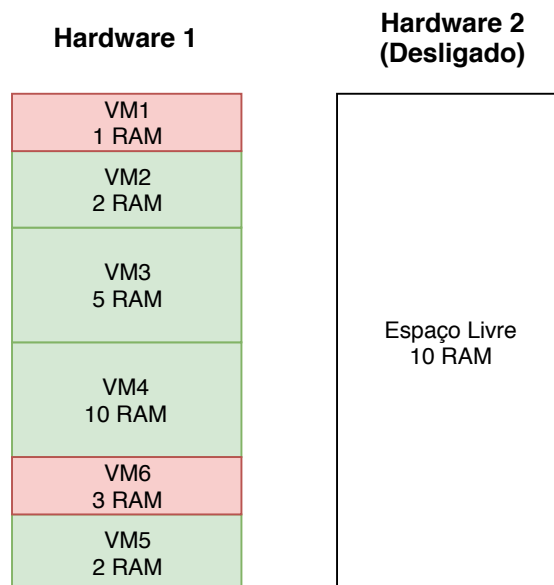 Hardware 1
VM1
1 RAM
VM2
2 RAM
VM3
5 RAM
VM4
10 RAM
VM6
3 RAM
VM5
2 RAM
Hardware 2
(Desligado)
Espaço Livre
10 RAM